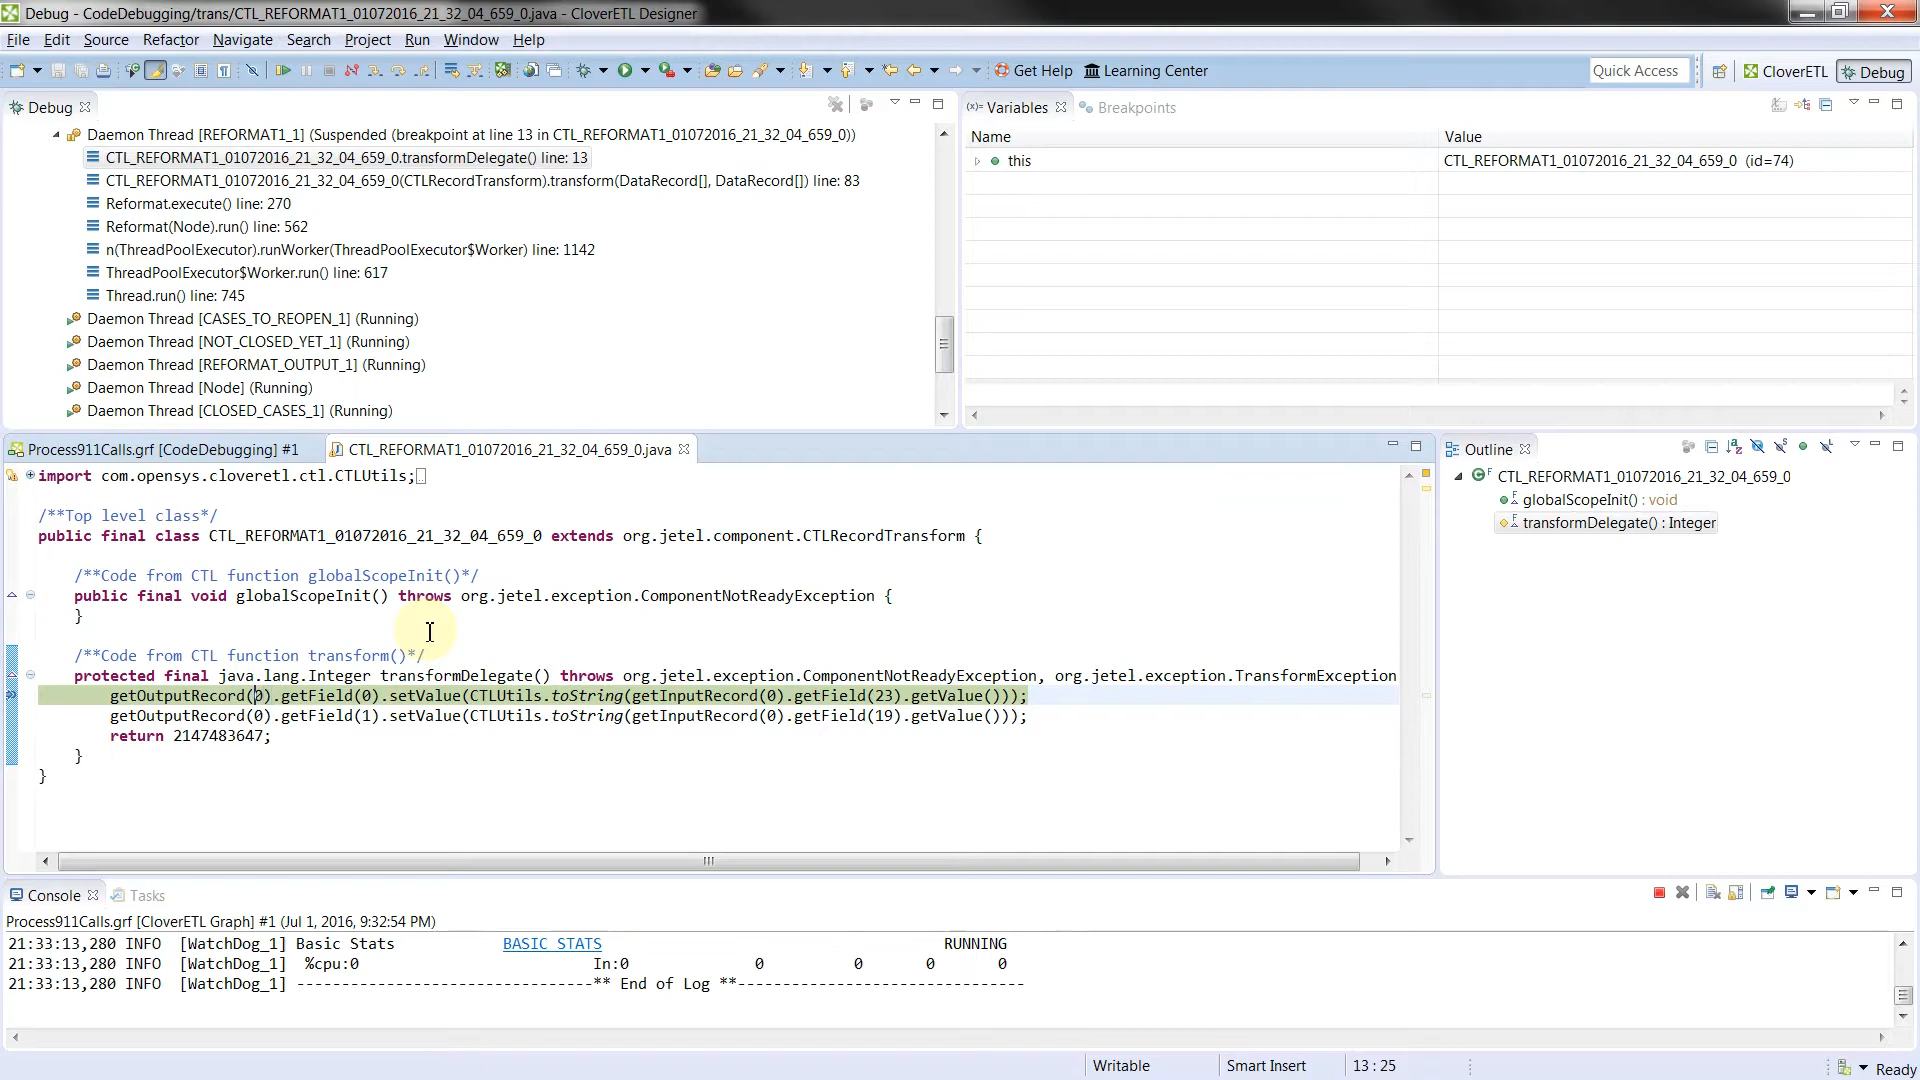 Debug - CodeDebugging/trans/CTL_REFORMAT1_01072016_21_32_04_659_0.java - CloverETL Designer
File Edit Source Refactor Navigate Search Project Run Window Help
Get Help Learning Center Quick Access CloverETL Debug
Debug
Daemon Thread [REFORMAT1_1] (Suspended (breakpoint at line 13 in CTL_REFORMAT1_01072016_21_32_04_659_0))
CTL_REFORMAT1_01072016_21_32_04_659_0.transformDelegate() line: 13
CTL_REFORMAT1_01072016_21_32_04_659_0(CTLRecordTransform).transform(DataRecord[], DataRecord[]) line: 83
Reformat.execute() line: 270
Reformat(Node).run() line: 562
n(ThreadPoolExecutor).runWorker(ThreadPoolExecutor$Worker) line: 1142
ThreadPoolExecutor$Worker.run() line: 617
Thread.run() line: 745
Daemon Thread [CASES_TO_REOPEN_1] (Running)
Daemon Thread [NOT_CLOSED_YET_1] (Running)
Daemon Thread [REFORMAT_OUTPUT_1] (Running)
Daemon Thread [Node] (Running)
Daemon Thread [CLOSED_CASES_1] (Running)
(x)= Variables Breakpoints
Name Value
this CTL_REFORMAT1_01072016_21_32_04_659_0 (id=74)
Process911Calls.grf [CodeDebugging] #1 CTL_REFORMAT1_01072016_21_32_04_659_0.java
import com.opensys.cloveretl.ctl.CTLUtils;
/**Top level class*/
public final class CTL_REFORMAT1_01072016_21_32_04_659_0 extends org.jetel.component.CTLRecordTransform {
/**Code from CTL function globalScopeInit()*/
public final void globalScopeInit() throws org.jetel.exception.ComponentNotReadyException {
}
/**Code from CTL function transform()*/
protected final java.lang.Integer transformDelegate() throws org.jetel.exception.ComponentNotReadyException, org.jetel.exception.TransformException
getOutputRecord(0).getField(0).setValue(CTLUtils.toString(getInputRecord(0).getField(23).getValue()));
getOutputRecord(0).getField(1).setValue(CTLUtils.toString(getInputRecord(0).getField(19).getValue()));
return 2147483647;
}
}
Outline
CTL_REFORMAT1_01072016_21_32_04_659_0
globalScopeInit() : void
transformDelegate() : Integer
Console Tasks
Process911Calls.grf [CloverETL Graph] #1 (Jul 1, 2016, 9:32:54 PM)
21:33:13,280 INFO [WatchDog_1] Basic Stats BASIC STATS RUNNING
21:33:13,280 INFO [WatchDog_1] %cpu:0 In:0 0 0 0 0
21:33:13,280 INFO [WatchDog_1] ---------------------------------** End of Log **--------------------------------
Writable Smart Insert 13 : 25 Ready